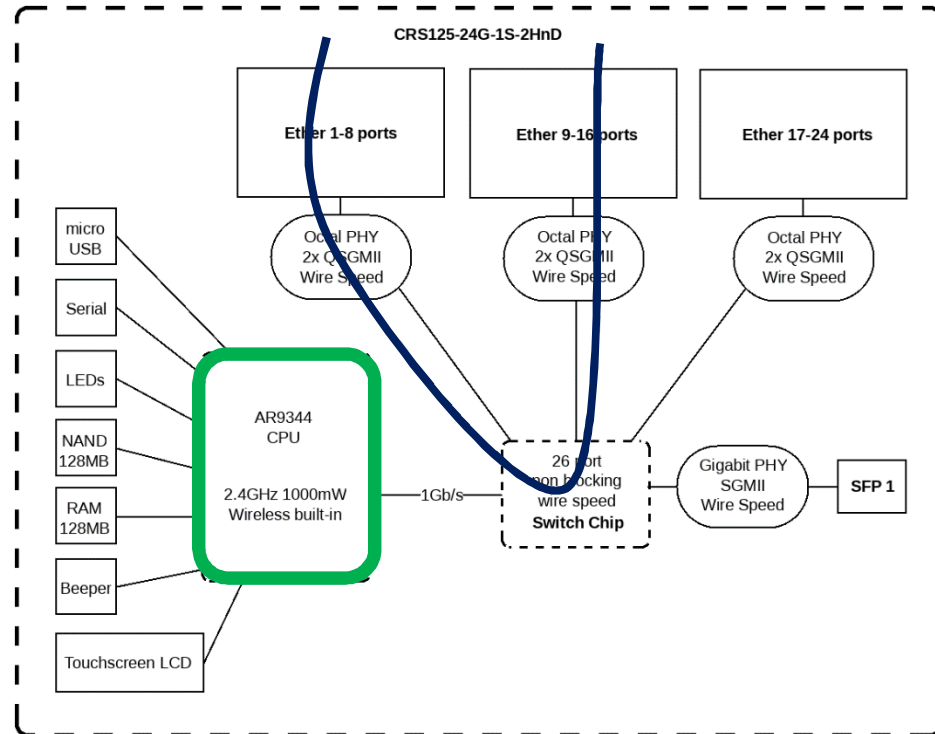 CRS125-24G-1S-2HnD
Ether 1-8 ports
Ether 9-16 ports
Ether 17-24 ports
Octal PHY
2x QSGMII
Wire Speed
Octal PHY
2x QSGMII
Wire Speed
Octal PHY
2x QSGMII
Wire Speed
micro
USB
Serial
LEDs
NAND
128MB
RAM
128MB
Beeper
Touchscreen LCD
AR9344
CPU
2.4GHz 1000mW
Wireless built-in
1Gb/s
26 port
non blocking
wire speed
Switch Chip
Gigabit PHY
SGMII
Wire Speed
SFP 1